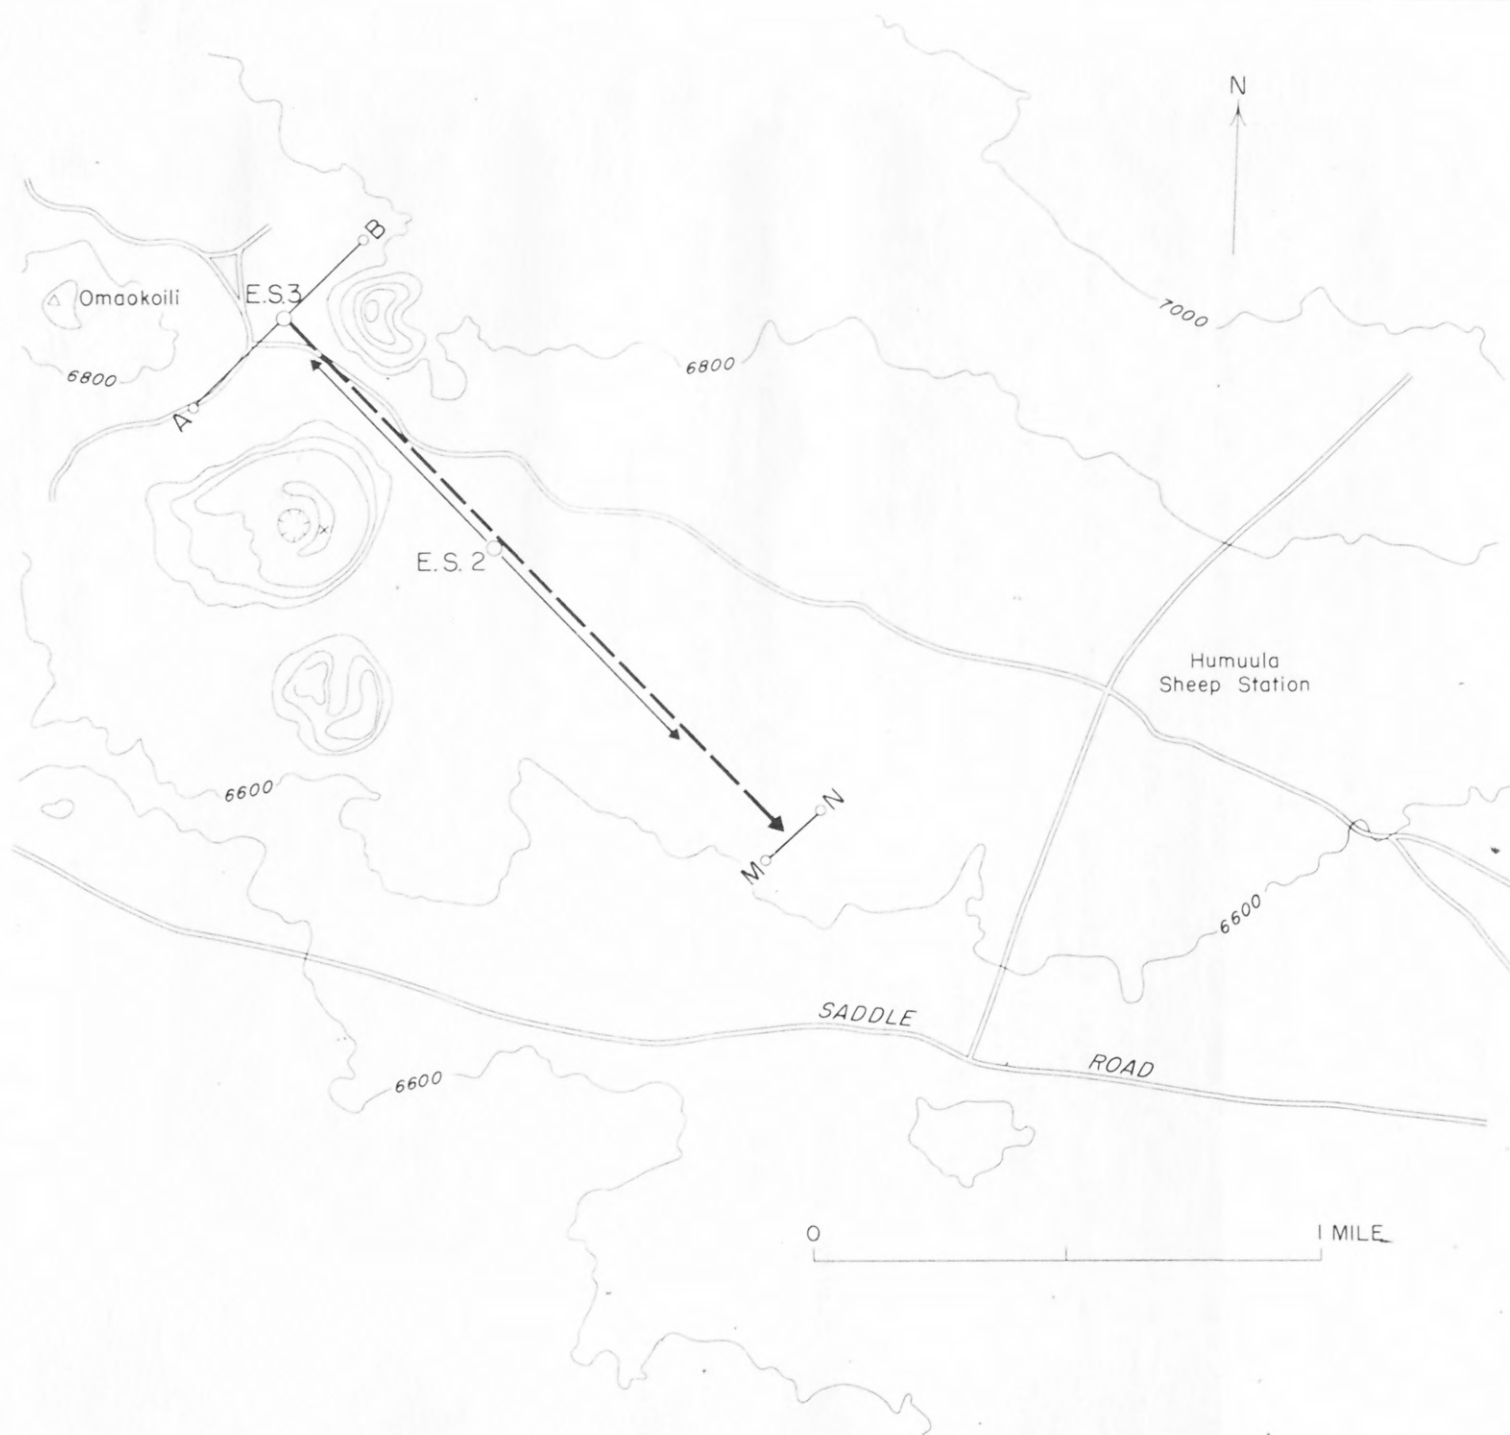 N
B
Omaokoili
E.S.3
7000
6800
6800
A
E.S. 2
Humuula
Sheep Station
6600
N
M
6600
SADDLE
ROAD
6600
0
1 MILE